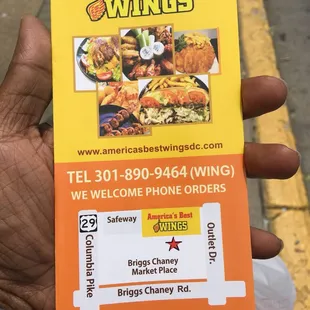 WINGS
www.americasbestwingsdc.com
TEL 301-890-9464 (WING)
WE WELCOME PHONE ORDERS
29
Safeway
America's Best
WINGS
Columbia Pike
Outlet Dr.
Briggs Chaney
Market Place
Briggs Chaney Rd.